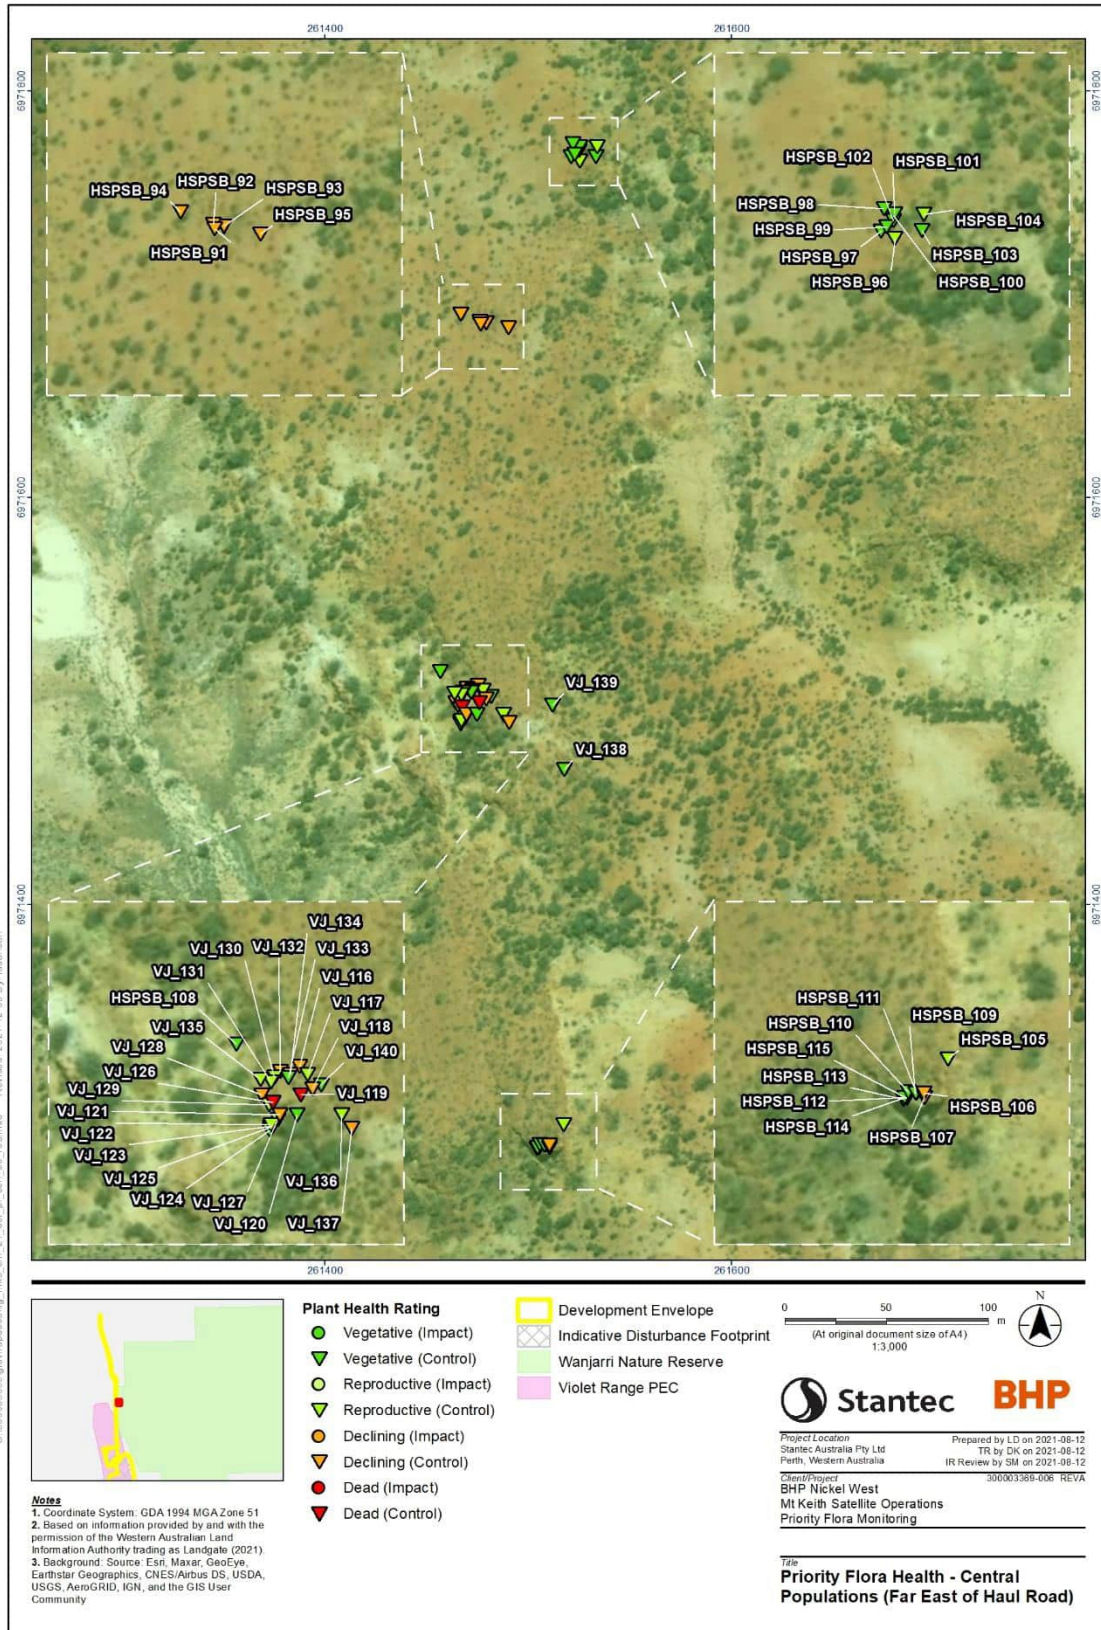 261400
261600
6971800
6971800
HSPSB_94
HSPSB_92
HSPSB_93
HSPSB_95
HSPSB_91
HSPSB_102
HSPSB_101
HSPSB_98
HSPSB_104
HSPSB_99
HSPSB_97
HSPSB_103
HSPSB_96
HSPSB_100
6971600
6971600
VJ_139
VJ_138
6971400
6971400
VJ_134
VJ_130
VJ_132
VJ_133
VJ_131
VJ_116
HSPSB_108
VJ_117
VJ_135
VJ_118
VJ_128
VJ_140
VJ_126
VJ_129
VJ_119
VJ_121
VJ_122
VJ_123
VJ_125
VJ_136
VJ_124
VJ_127
VJ_120
VJ_137
HSPSB_111
HSPSB_109
HSPSB_110
HSPSB_105
HSPSB_115
HSPSB_113
HSPSB_112
HSPSB_106
HSPSB_114
HSPSB_107
261400
261600
Plant Health Rating
Vegetative (Impact)
Vegetative (Control)
Reproductive (Impact)
Reproductive (Control)
Declining (Impact)
Declining (Control)
Dead (Impact)
Dead (Control)
Development Envelope
Indicative Disturbance Footprint
Wanjarri Nature Reserve
Violet Range PEC
0 50 100 m
(At original document size of A4)
1:3,000
N
Stantec BHP
Project Location
Stantec Australia Pty Ltd
Perth, Western Australia
Prepared by LD on 2021-08-12
TR by DK on 2021-08-12
IR Review by SM on 2021-08-12
Client/Project 300003369-006 REVA
BHP Nickel West
Mt Keith Satellite Operations
Priority Flora Monitoring
Title
Priority Flora Health - Central
Populations (Far East of Haul Road)
Notes
1. Coordinate System: GDA 1994 MGA Zone 51
2. Based on information provided by and with the
permission of the Western Australian Land
Information Authority trading as Landgate (2021).
3. Background: Source: Esri, Maxar, GeoEye,
Earthstar Geographics, CNES/Airbus DS, USDA,
USGS, AeroGRID, IGN, and the GIS User
Community